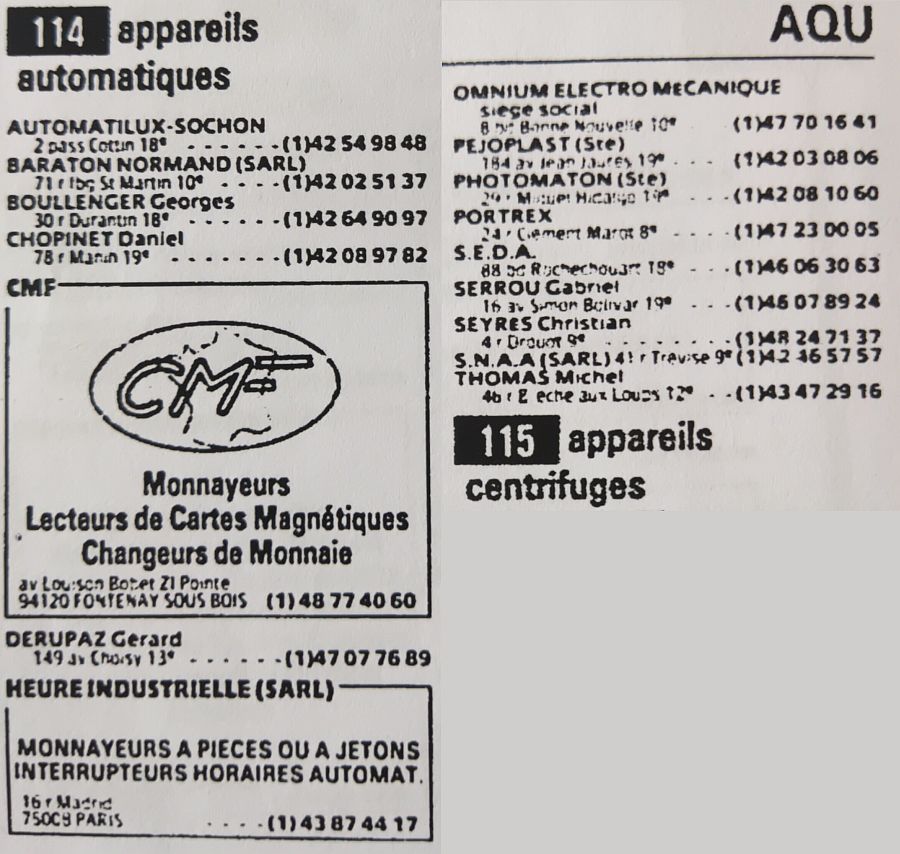 114 appareils
automatiques
AUTOMATILUX-SOCHON
2 pass Cottin 18e - - - - (1)42 54 98 48
BARATON NORMAND (SARL)
71 r fbg St Martin 10e - - - - (1)42 02 51 37
BOULLENGER Georges
30 r Durantin 18e - - - - - - (1)42 64 90 97
CHOPINET Daniel
78 r Manin 19e - - - - - - - (1)42 08 97 82
CMF
CMF
Monnayeurs
Lecteurs de Cartes Magnétiques
Changeurs de Monnaie
av Louison Bobet ZI Pointe
94120 FONTENAY SOUS BOIS (1) 48 77 40 60
DERUPAZ Gerard
149 av Choisy 13e - - - - - - (1)47 07 76 89
HEURE INDUSTRIELLE (SARL)
MONNAYEURS A PIECES OU A JETONS
INTERRUPTEURS HORAIRES AUTOMAT.
16 r Madrid
75008 PARIS - - - - (1) 43 87 44 17
AQU
OMNIUM ELECTRO MECANIQUE
siege social
8 bd Bonne Nouvelle 10e - - (1)47 70 16 41
PEJOPLAST (Ste)
184 av Jean Jaurès 19e - - - (1)42 03 08 06
PHOTOMATON (Ste)
r Miguel Hidalgo 19e - - - (1)42 08 10 60
PORTREX
24 r Clement Marot 8e - - - - (1)47 23 00 05
S.E.D.A.
88 bd Rochechouart 18e - - - (1)46 06 30 63
SERROU Gabriel
16 av Simon Bolivar 19e - - - (1)46 07 89 24
SEYRES Christian
4 r Drouot 9e - - - - - - - - (1)48 24 71 37
S.N.A.A (SARL) 41 r Trevise 9e (1)42 46 57 57
THOMAS Michel
46 r Brêche aux Loups 12e - - (1)43 47 29 16
115 appareils
centrifuges